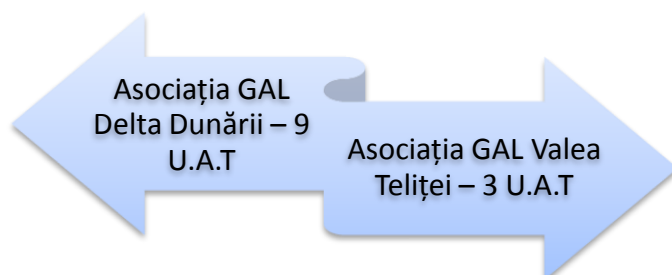 Asociația GAL
Delta Dunării – 9
U.A.T
Asociația GAL Valea
Teliței – 3 U.A.T